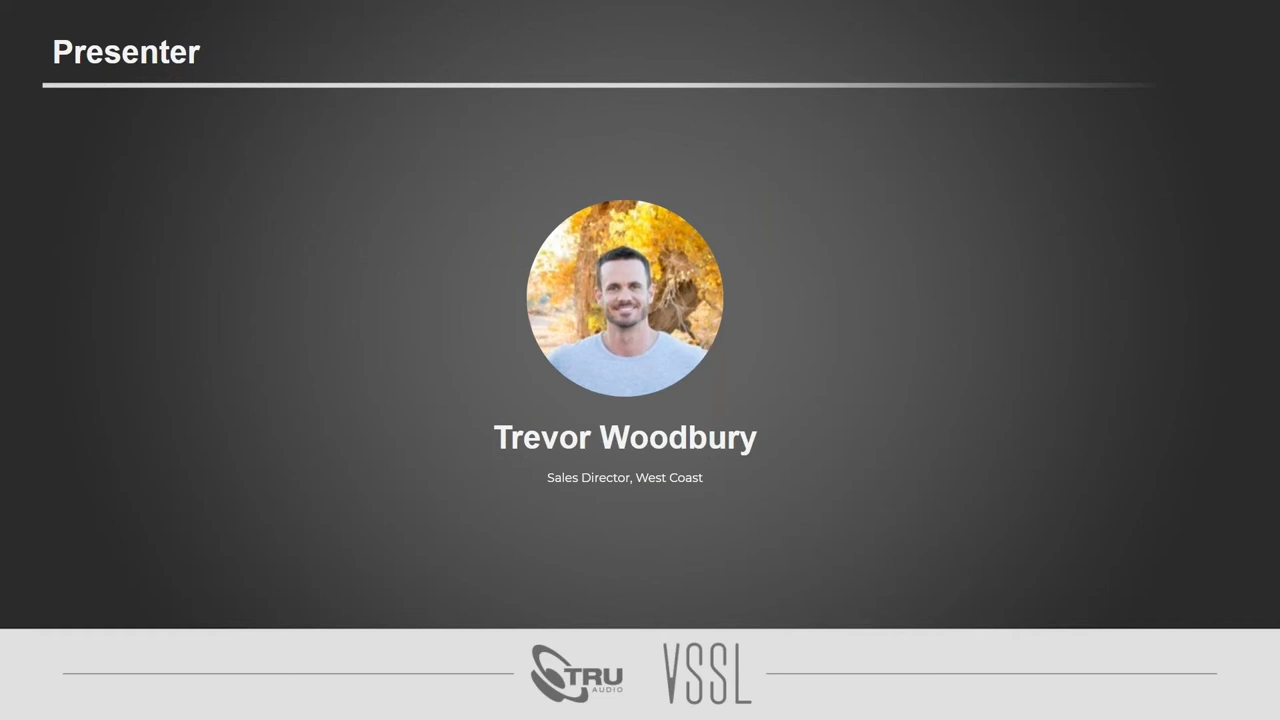 Presenter
Trevor Woodbury
Sales Director, West Coast
TRU
AUDIO
VSSL